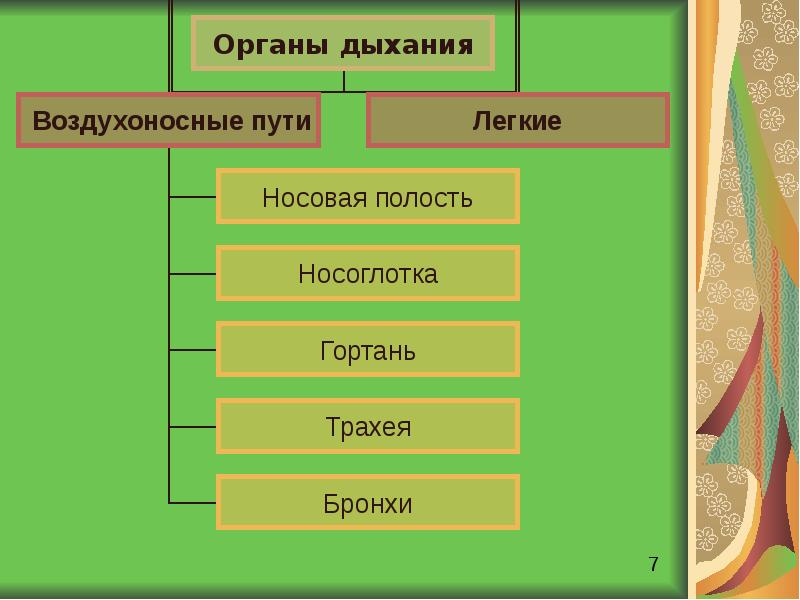 Органы дыхания
Воздухоносные пути
Легкие
Носовая полость
Носоглотка
Гортань
Трахея
Бронхи
7